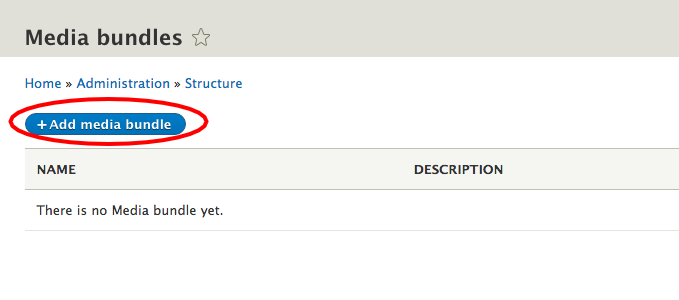 Media bundles
Home » Administration » Structure
+Add media bundle
NAME DESCRIPTION
There is no Media bundle yet.